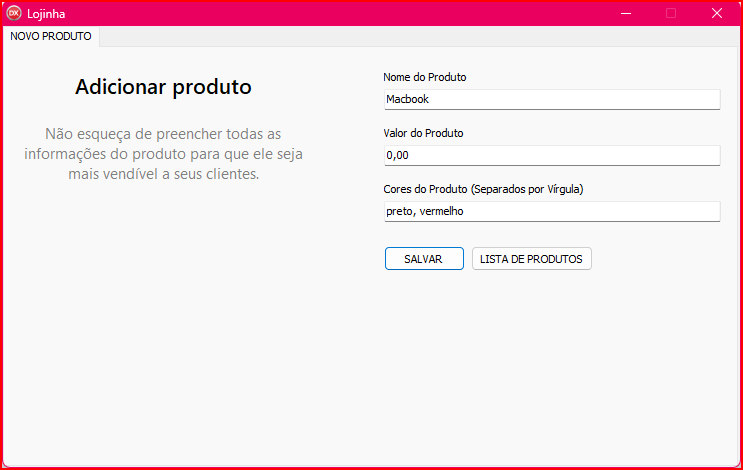 DX Lojinha
NOVO PRODUTO
Adicionar produto
Não esqueça de preencher todas as
informações do produto para que ele seja
mais vendível a seus clientes.
Nome do Produto
Macbook
Valor do Produto
0,00
Cores do Produto (Separados por Vírgula)
preto, vermelho
SALVAR
LISTA DE PRODUTOS